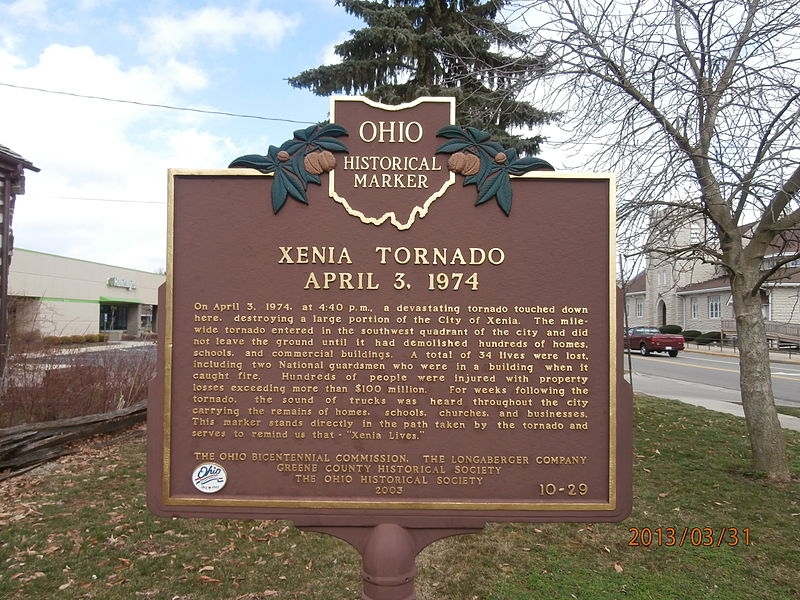 OHIO
HISTORICAL
MARKER
XENIA TORNADO
APRIL 3, 1974
On April 3, 1974, at 4:40 p.m., a devastating tornado touched down
here, destroying a large portion of the City of Xenia. The mile-
wide tornado entered in the southwest quadrant of the city and did
not leave the ground until it had demolished hundreds of homes,
schools, and commercial buildings. A total of 34 lives were lost,
including two National guardsmen who were in a building when it
caught fire. Hundreds of people were injured with property
losses exceeding more than $100 million. For weeks following the
tornado, the sound of trucks was heard throughout the city
carrying the remains of homes, schools, churches, and businesses.
This marker stands directly in the path taken by the tornado and
serves to remind us that - "Xenia Lives."
THE OHIO BICENTENNIAL COMMISSION, THE LONGABERGER COMPANY
GREENE COUNTY HISTORICAL SOCIETY
THE OHIO HISTORICAL SOCIETY
2003
10-29
Ohio
2013/03/31